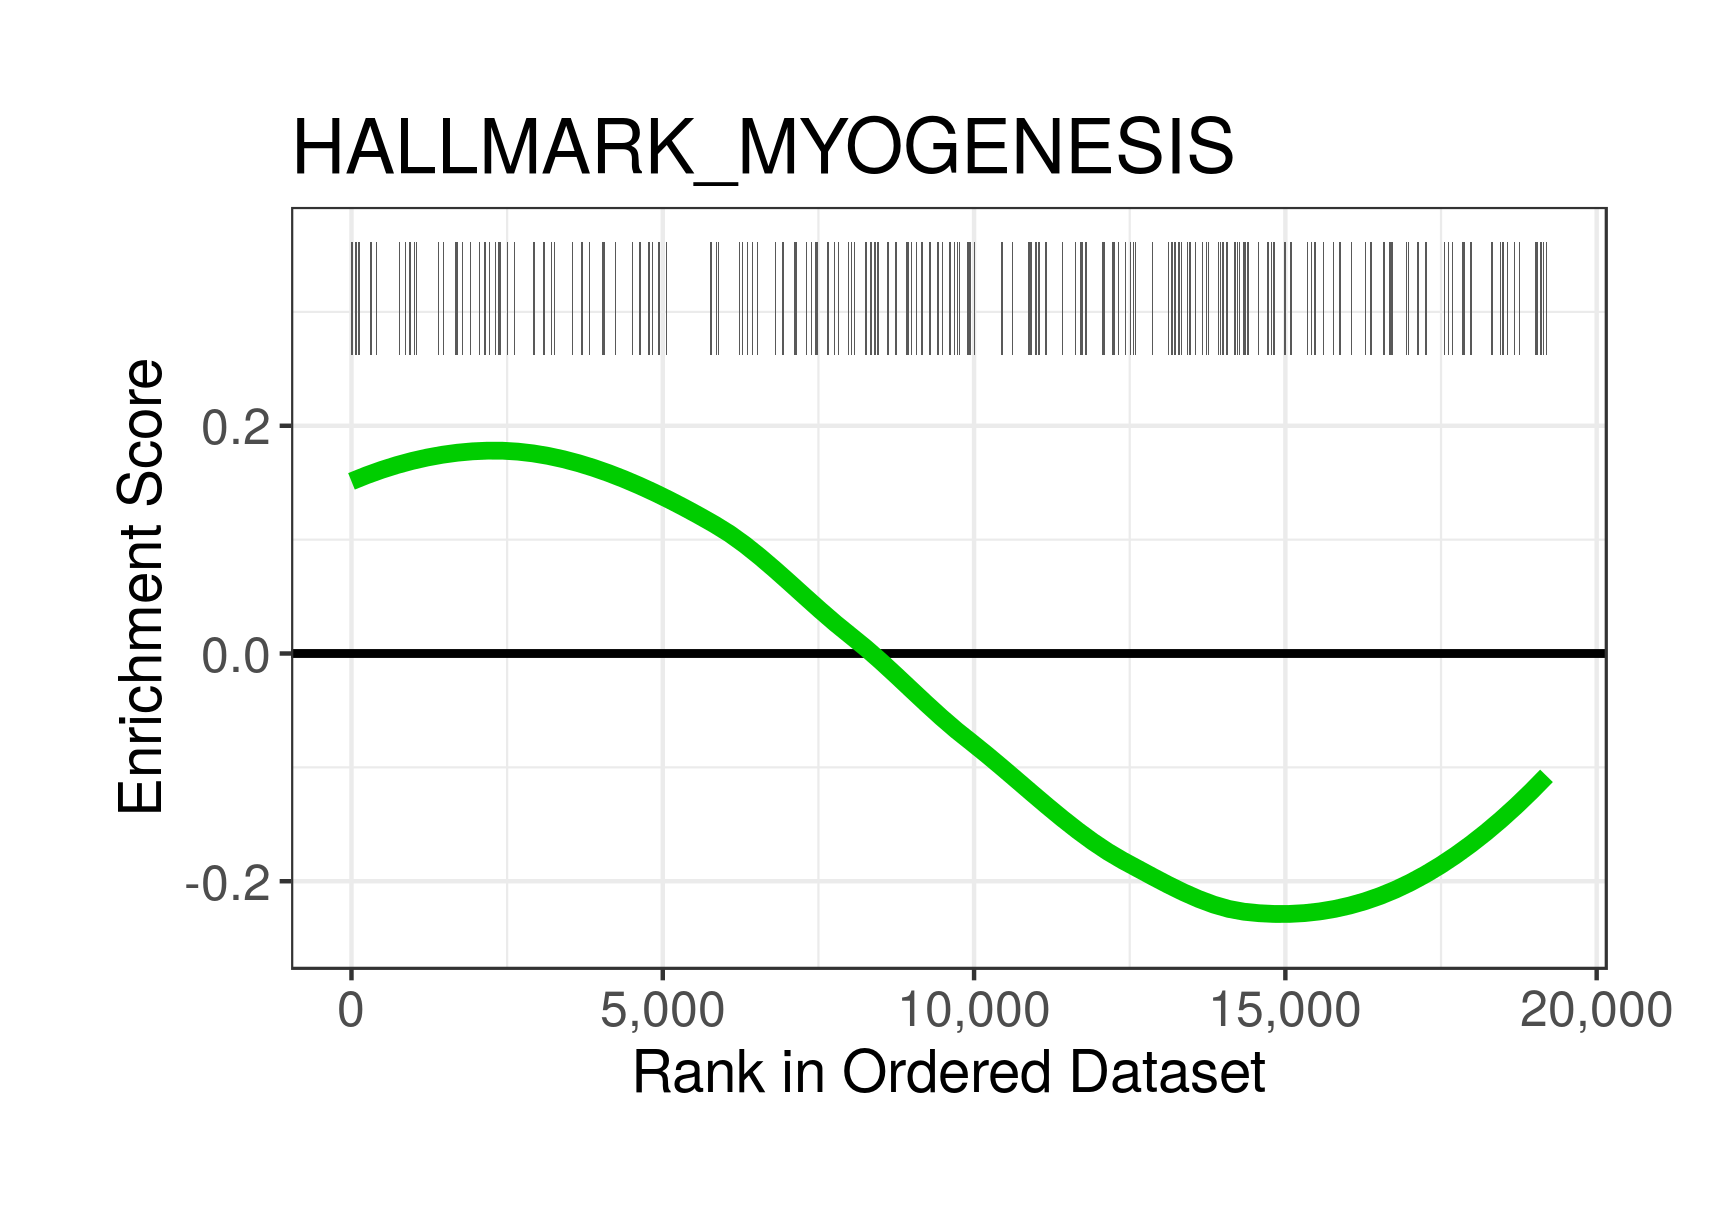 HALLMARK_MYOGENESIS
Enrichment Score
0.2
0.0
-0.2
0 5,000 10,000 15,000 20,000
Rank in Ordered Dataset